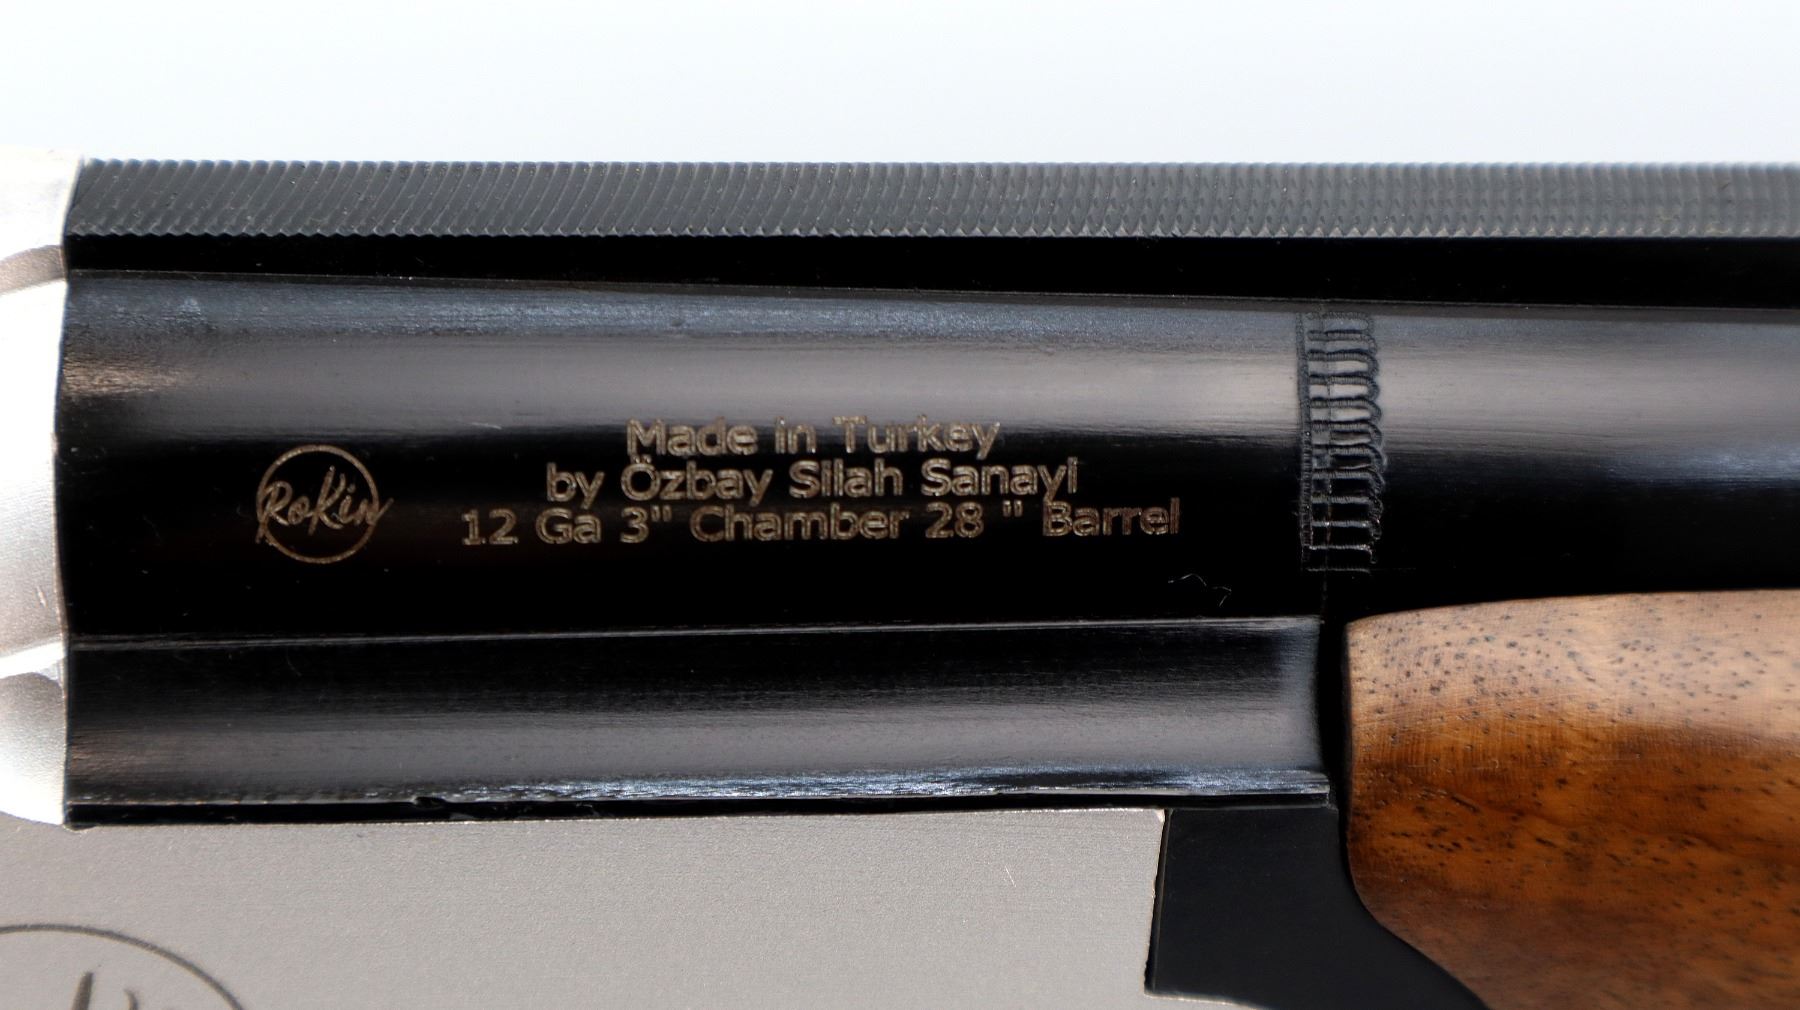 RoKin
Made in Turkey
by Özbay Silah Sanayi
12 Ga 3" Chamber 28 " Barrel